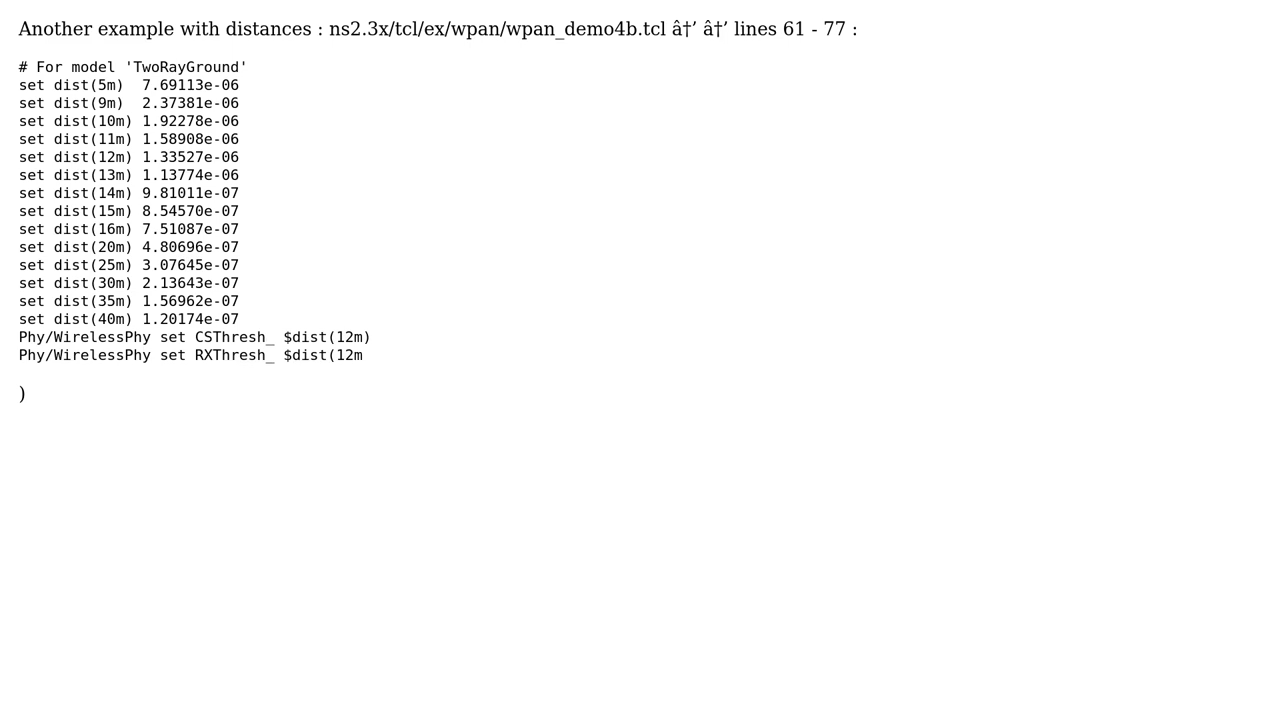 Another example with distances : ns2.3x/tcl/ex/wpan/wpan_demo4b.tcl â†’ â†’ lines 61 - 77 :
# For model 'TwoRayGround'
set dist(5m)  7.69113e-06
set dist(9m)  2.37381e-06
set dist(10m) 1.92278e-06
set dist(11m) 1.58908e-06
set dist(12m) 1.33527e-06
set dist(13m) 1.13774e-06
set dist(14m) 9.81011e-07
set dist(15m) 8.54570e-07
set dist(16m) 7.51087e-07
set dist(20m) 4.80696e-07
set dist(25m) 3.07645e-07
set dist(30m) 2.13643e-07
set dist(35m) 1.56962e-07
set dist(40m) 1.20174e-07
Phy/WirelessPhy set CSThresh_ $dist(12m)
Phy/WirelessPhy set RXThresh_ $dist(12m
)